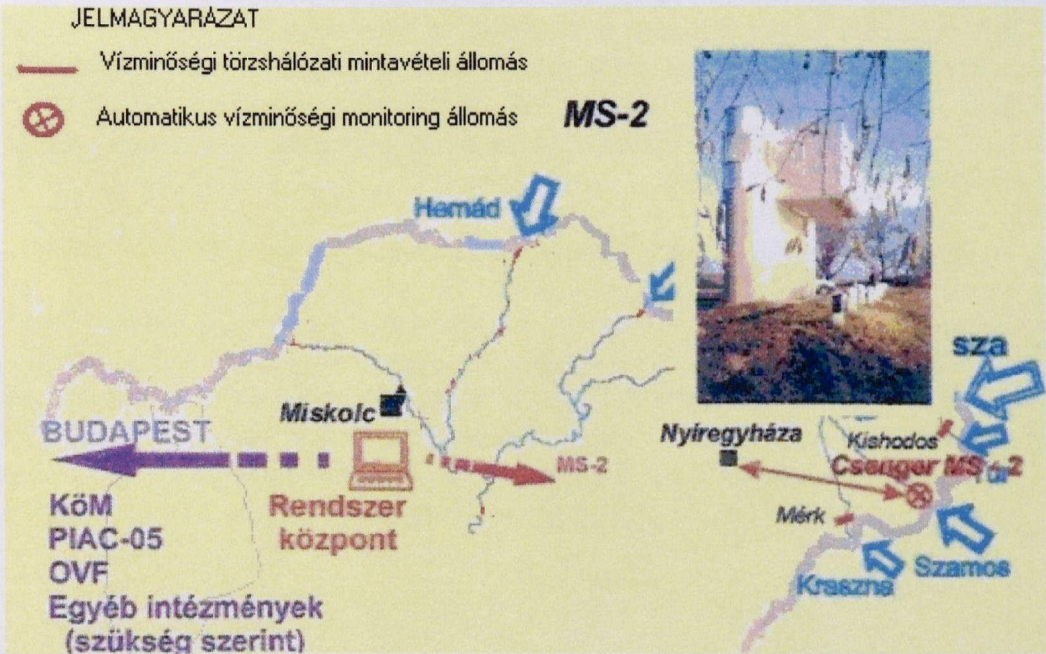 JELMAGYARÁZAT
Vízminőségi törzshálózati mintavételi állomás
Automatikus vízminőségi monitoring állomás
MS-2
Hernád
sza
Miskolc
BUDAPEST
Nyíregyháza
Kishodos
MS-2
Csenger MS - 2
Rendszer
központ
Mérk
KöM
PIAC-05
OVF
Egyéb intézmények
(szükség szerint)
Kraszna
Szamos